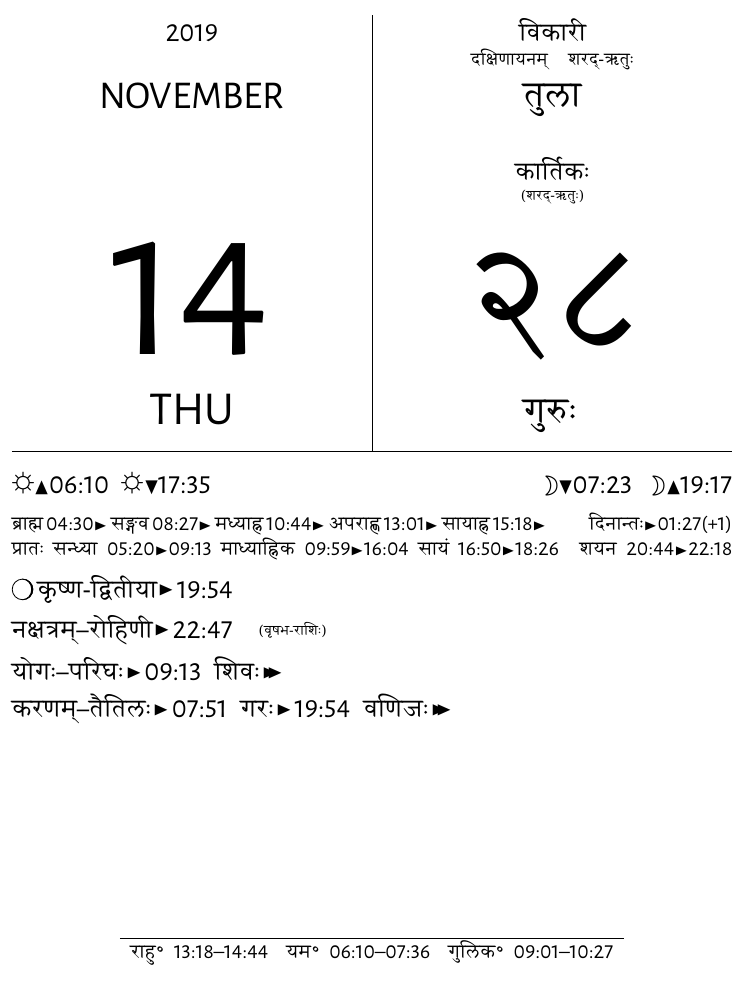 2019
NOVEMBER
14
THU
विकारी
दक्षिणायनम् शरद्-ऋतुः
तुला
कार्तिकः
(शरद्-ऋतुः)
२८
गुरुः
☼▲06:10 ☼▼17:35 ☽▼07:23 ☽▲19:17
ब्राह्म 04:30► सङ्गव 08:27► मध्याह्न 10:44► अपराह्ण 13:01► सायाह्न 15:18► दिनान्तः►01:27(+1)
प्रातः सन्ध्या 05:20►09:13 माध्याह्निक 09:59►16:04 सायं 16:50►18:26 शयन 20:44►22:18
❍कृष्ण-द्वितीया►19:54
नक्षत्रम्–रोहिणी►22:47 (वृषभ-राशिः)
योगः–परिघः►09:13 शिवः►►
करणम्–तैतिलः►07:51 गरः►19:54 वणिजः►►
राहु॰ 13:18–14:44 यम॰ 06:10–07:36 गुलिक॰ 09:01–10:27